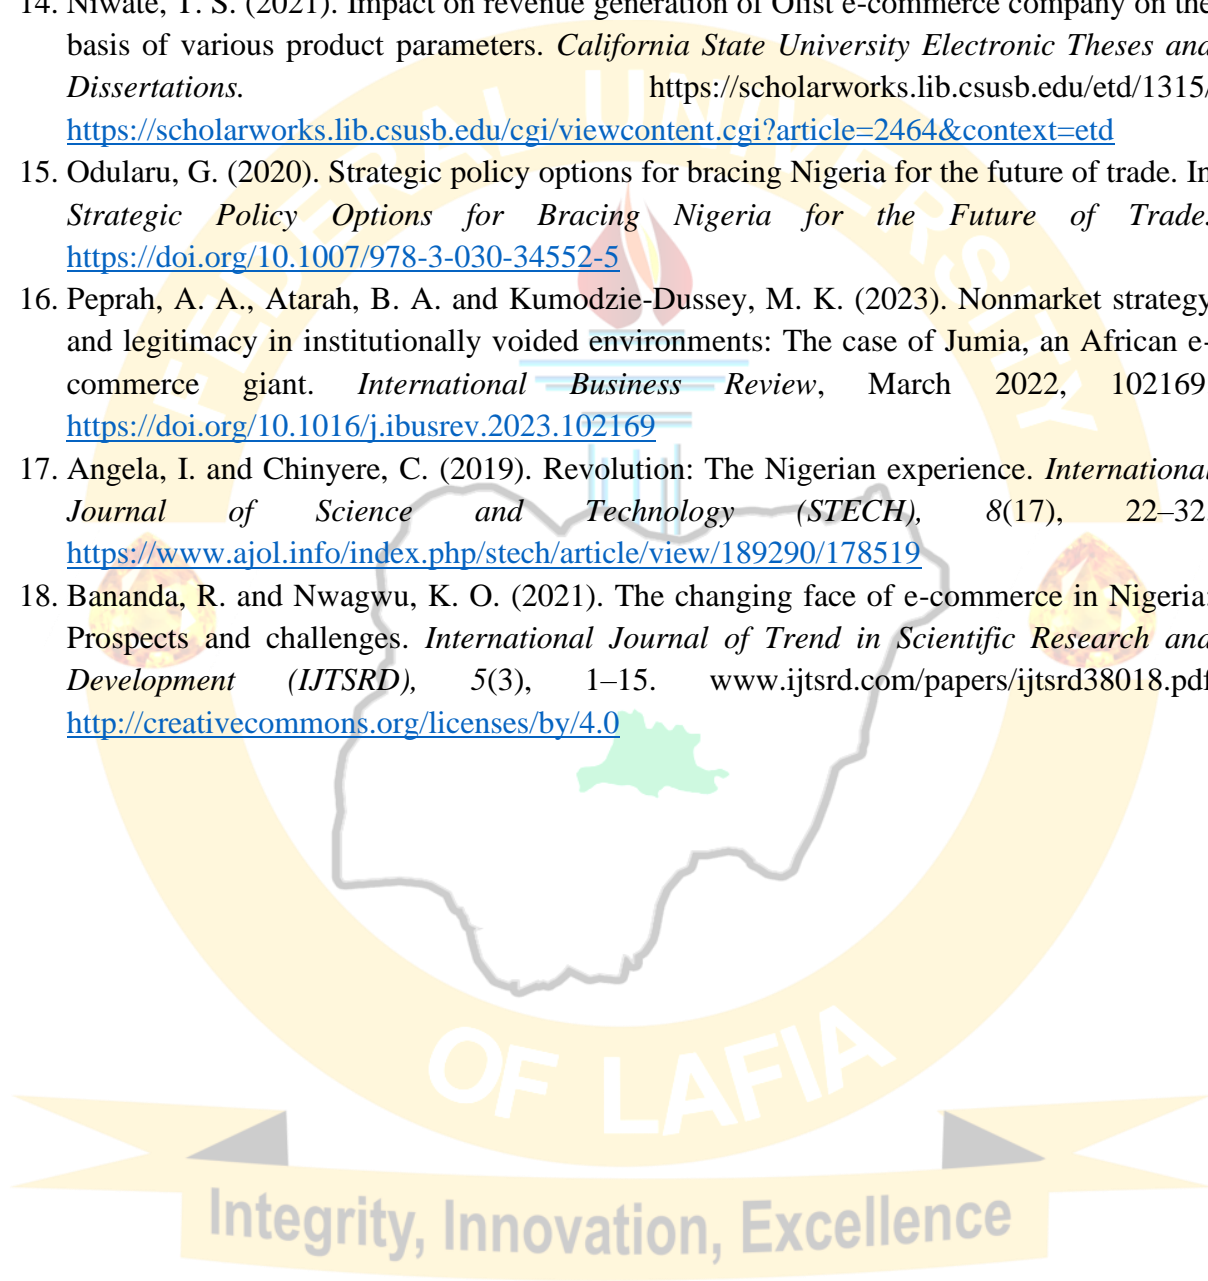 14. Niwate, T. S. (2021). Impact on revenue generation of Olist e-commerce company on the
basis of various product parameters. California State University Electronic Theses and
Dissertations. https://scholarworks.lib.csusb.edu/etd/1315/
https://scholarworks.lib.csusb.edu/cgi/viewcontent.cgi?article=2464&context=etd
15. Odularu, G. (2020). Strategic policy options for bracing Nigeria for the future of trade. In
Strategic Policy Options for Bracing Nigeria for the Future of Trade.
https://doi.org/10.1007/978-3-030-34552-5
16. Peprah, A. A., Atarah, B. A. and Kumodzie-Dussey, M. K. (2023). Nonmarket strategy
and legitimacy in institutionally voided environments: The case of Jumia, an African e-
commerce giant. International Business Review, March 2022, 102169.
https://doi.org/10.1016/j.ibusrev.2023.102169
17. Angela, I. and Chinyere, C. (2019). Revolution: The Nigerian experience. International
Journal of Science and Technology (STECH), 8(17), 22–32.
https://www.ajol.info/index.php/stech/article/view/189290/178519
18. Bananda, R. and Nwagwu, K. O. (2021). The changing face of e-commerce in Nigeria:
Prospects and challenges. International Journal of Trend in Scientific Research and
Development (IJTSRD), 5(3), 1–15. www.ijtsrd.com/papers/ijtsrd38018.pdf
http://creativecommons.org/licenses/by/4.0
FEDERAL UNIVERSITY
OF LAFIA
Integrity, Innovation, Excellence